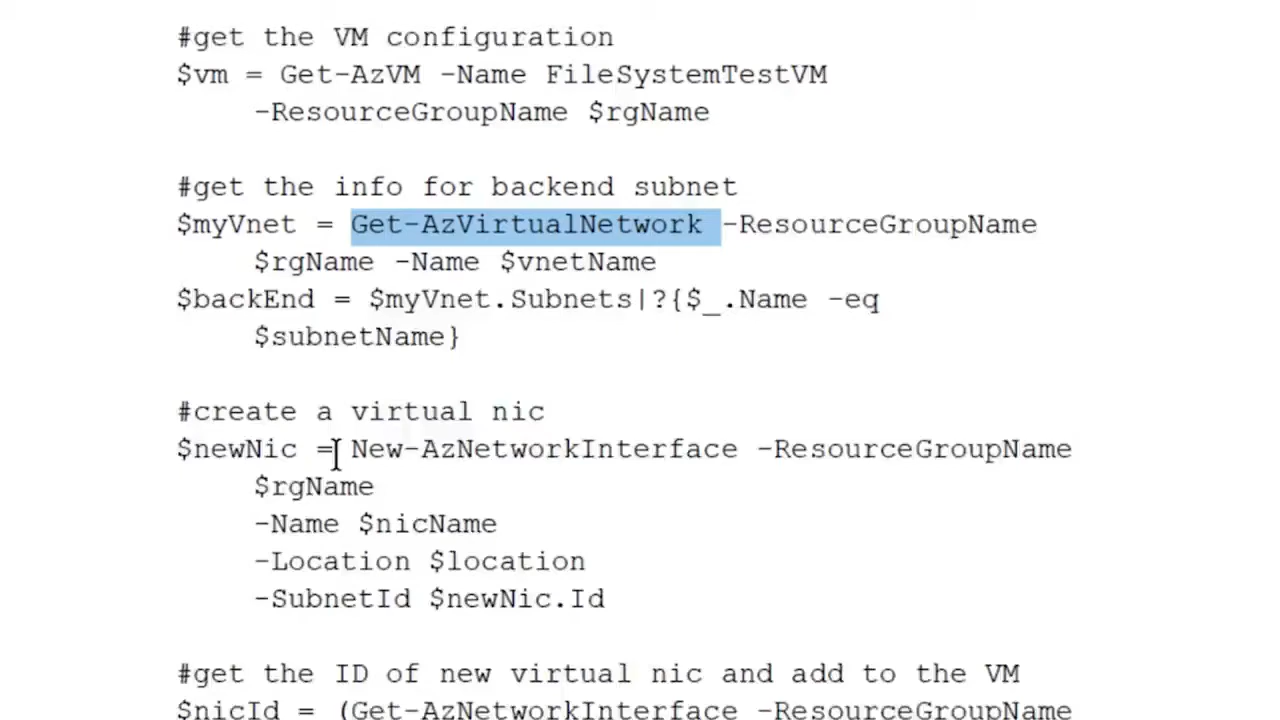 #get the VM configuration
$vm = Get-AzVM -Name FileSystemTestVM
-ResourceGroupName $rgName
#get the info for backend subnet
$myVnet = Get-AzVirtualNetwork -ResourceGroupName
$rgName -Name $vnetName
$backEnd = $myVnet.Subnets|?{$_.Name -eq
$subnetName}
#create a virtual nic
$newNic = New-AzNetworkInterface -ResourceGroupName
$rgName
-Name $nicName
-Location $location
-SubnetId $newNic.Id
#get the ID of new virtual nic and add to the VM
$nicId = (Get-AzNetworkInterface -ResourceGroupName